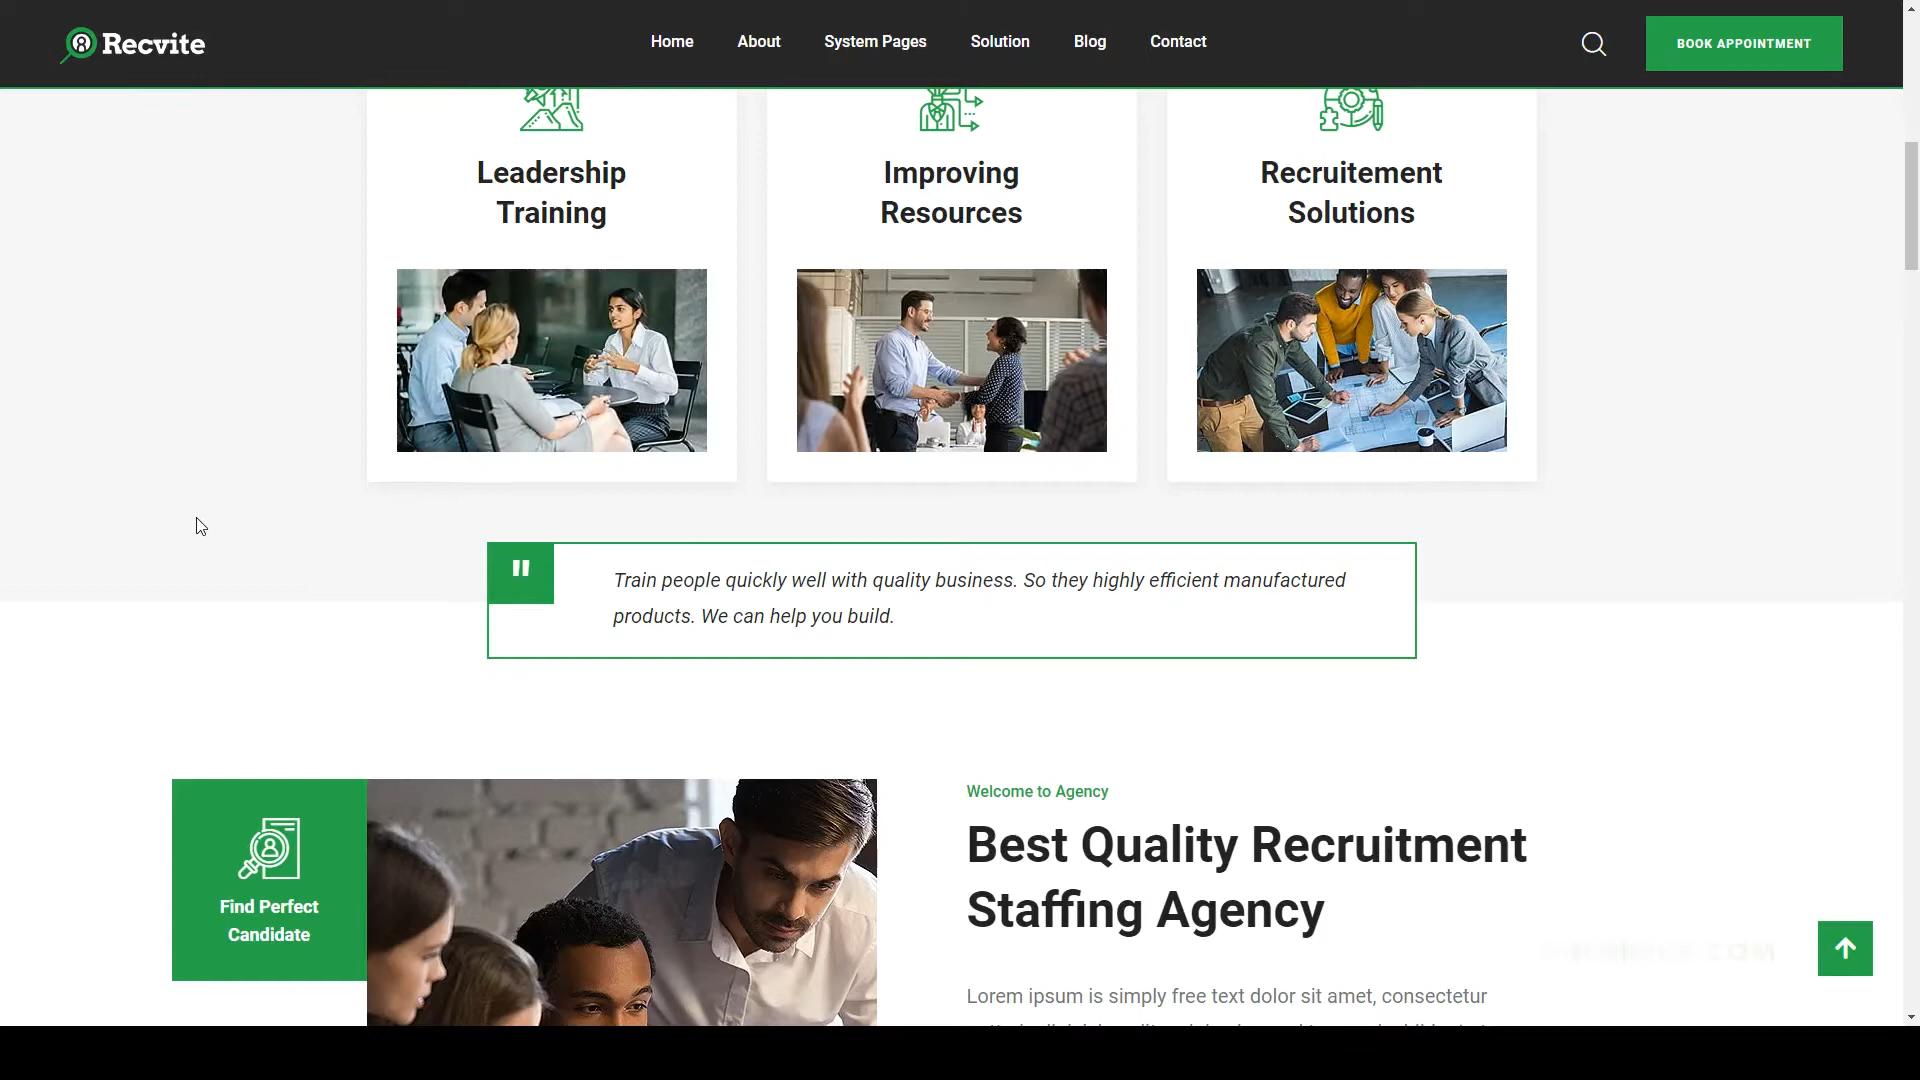 Recvite
Home About System Pages Solution Blog Contact
BOOK APPOINTMENT
Leadership
Training
Improving
Resources
Recruitement
Solutions
"
Train people quickly well with quality business. So they highly efficient manufactured
products. We can help you build.
Find Perfect
Candidate
Welcome to Agency
Best Quality Recruitment
Staffing Agency
Lorem ipsum is simply free text dolor sit amet, consectetur